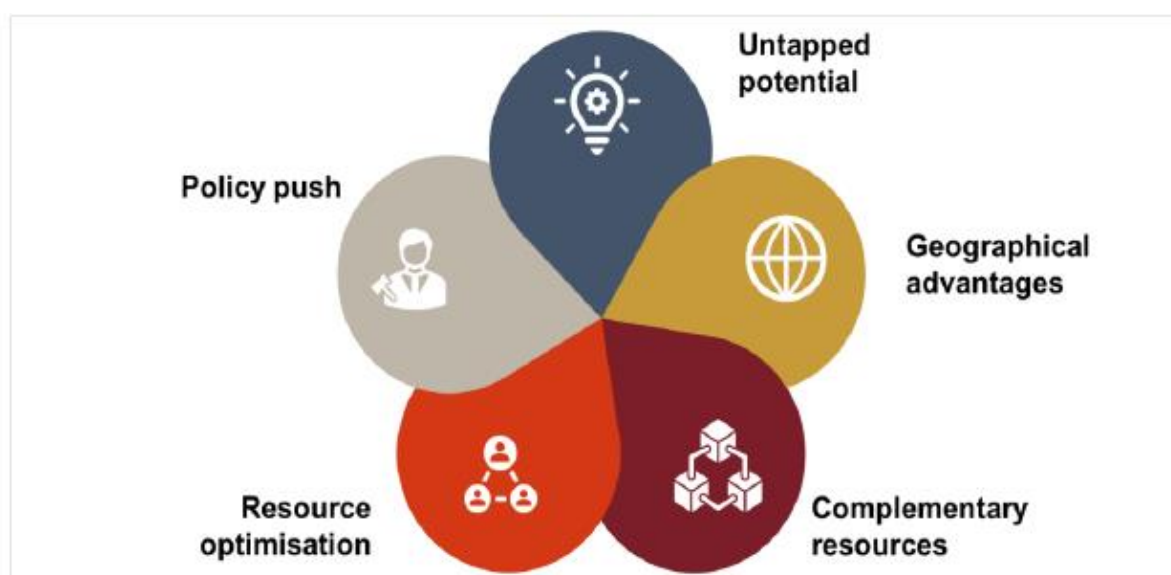 Untapped
potential
Policy push
Geographical
advantages
Resource
optimisation
Complementary
resources